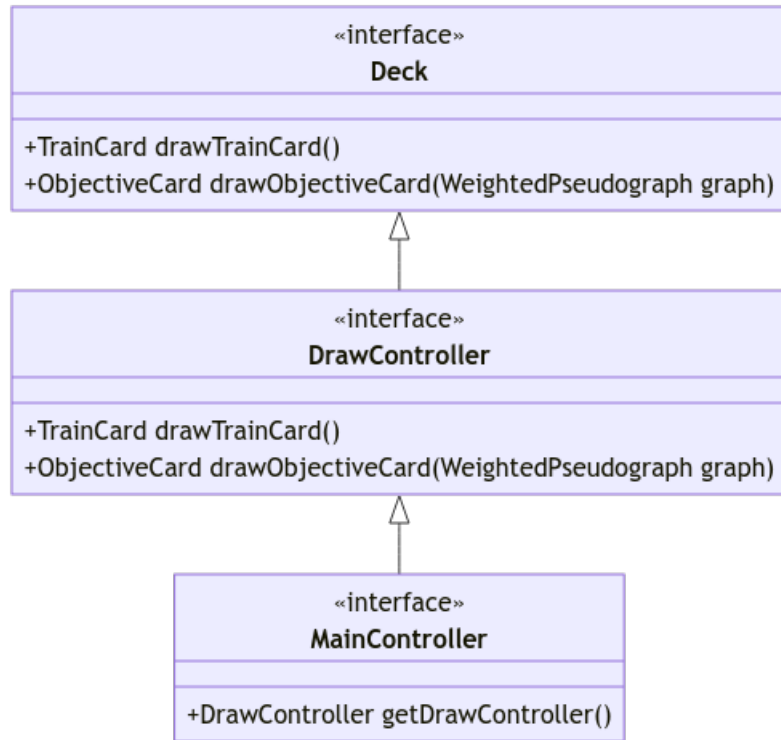 «interface»
Deck
+TrainCard drawTrainCard()
+ObjectiveCard drawObjectiveCard(WeightedPseudograph graph)
«interface»
DrawController
+TrainCard drawTrainCard()
+ObjectiveCard drawObjectiveCard(WeightedPseudograph graph)
«interface»
MainController
+DrawController getDrawController()